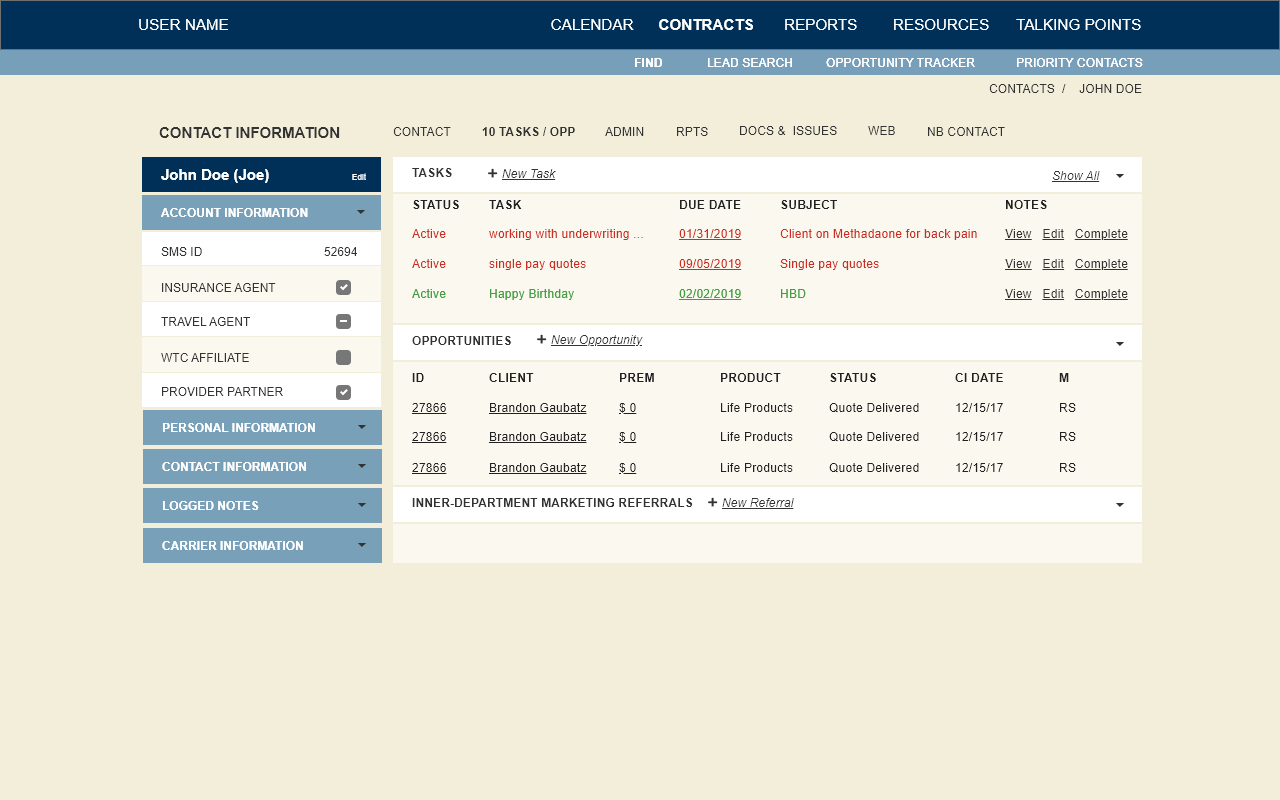 USER NAME CALENDAR CONTRACTS REPORTS RESOURCES TALKING POINTS
FIND LEAD SEARCH OPPORTUNITY TRACKER PRIORITY CONTACTS
CONTACTS / JOHN DOE
CONTACT INFORMATION
CONTACT 10 TASKS / OPP ADMIN RPTS DOCS & ISSUES WEB NB CONTACT
John Doe (Joe) Edit
ACCOUNT INFORMATION
SMS ID 52694
INSURANCE AGENT
TRAVEL AGENT
WTC AFFILIATE
PROVIDER PARTNER
PERSONAL INFORMATION
CONTACT INFORMATION
LOGGED NOTES
CARRIER INFORMATION
TASKS + New Task Show All
STATUS TASK DUE DATE SUBJECT NOTES
Active working with underwriting ... 01/31/2019 Client on Methadaone for back pain View Edit Complete
Active single pay quotes 09/05/2019 Single pay quotes View Edit Complete
Active Happy Birthday 02/02/2019 HBD View Edit Complete
OPPORTUNITIES + New Opportunity
ID CLIENT PREM PRODUCT STATUS CI DATE M
27866 Brandon Gaubatz $ 0 Life Products Quote Delivered 12/15/17 RS
27866 Brandon Gaubatz $ 0 Life Products Quote Delivered 12/15/17 RS
27866 Brandon Gaubatz $ 0 Life Products Quote Delivered 12/15/17 RS
INNER-DEPARTMENT MARKETING REFERRALS + New Referral